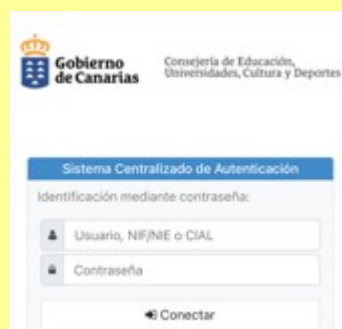 Gobierno
de Canarias
Consejería de Educación,
Universidades, Cultura y Deportes
Sistema Centralizado de Autenticación
Identificación mediante contraseña:
Usuario, NIF/NIE o CIAL
Contraseña
Conectar